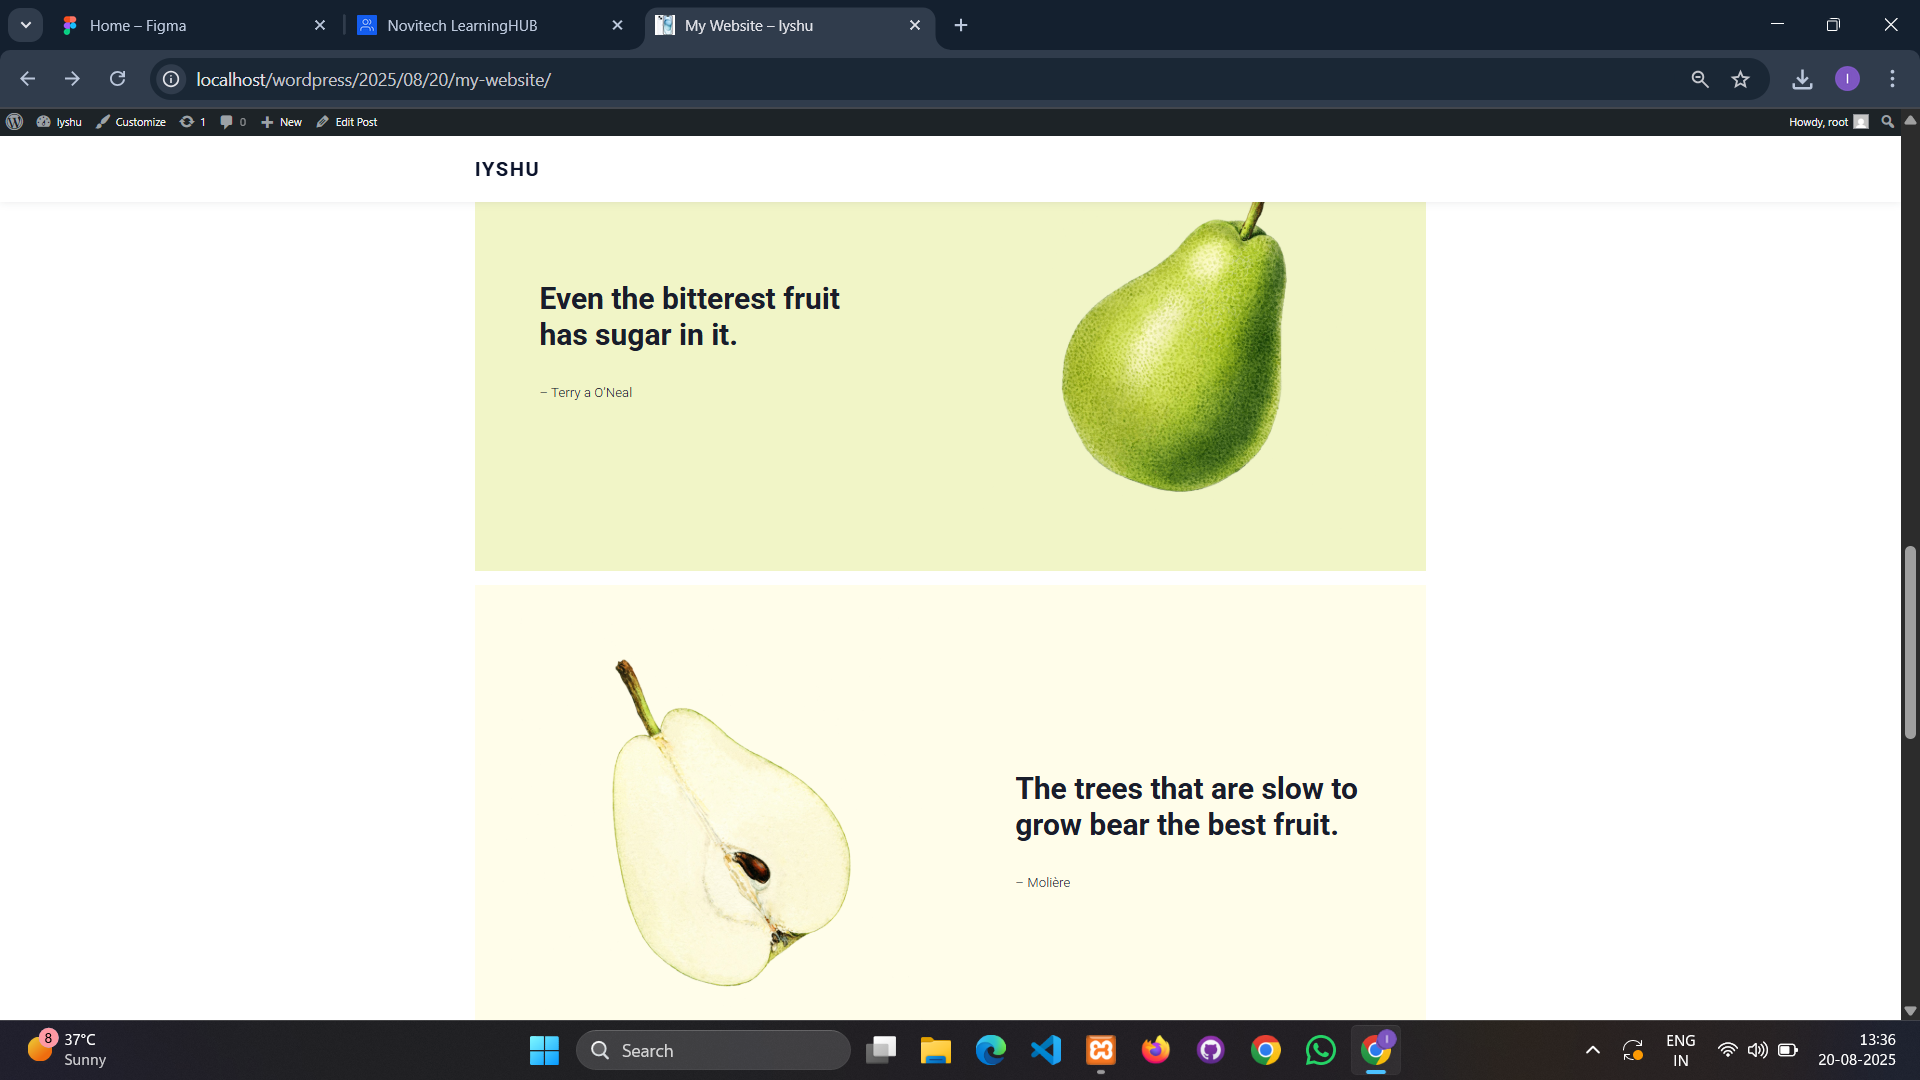 Home – Figma
Novitech LearningHUB
My Website – Iyshu
localhost/wordpress/2025/08/20/my-website/
I
Iyshu
Customize
1
0
New
Edit Post
Howdy, root
IYSHU
Even the bitterest fruit
has sugar in it.
– Terry a O'Neal
The trees that are slow to
grow bear the best fruit.
– Molière
8
37°C
Sunny
Search
I
ENG
IN
13:36
20-08-2025